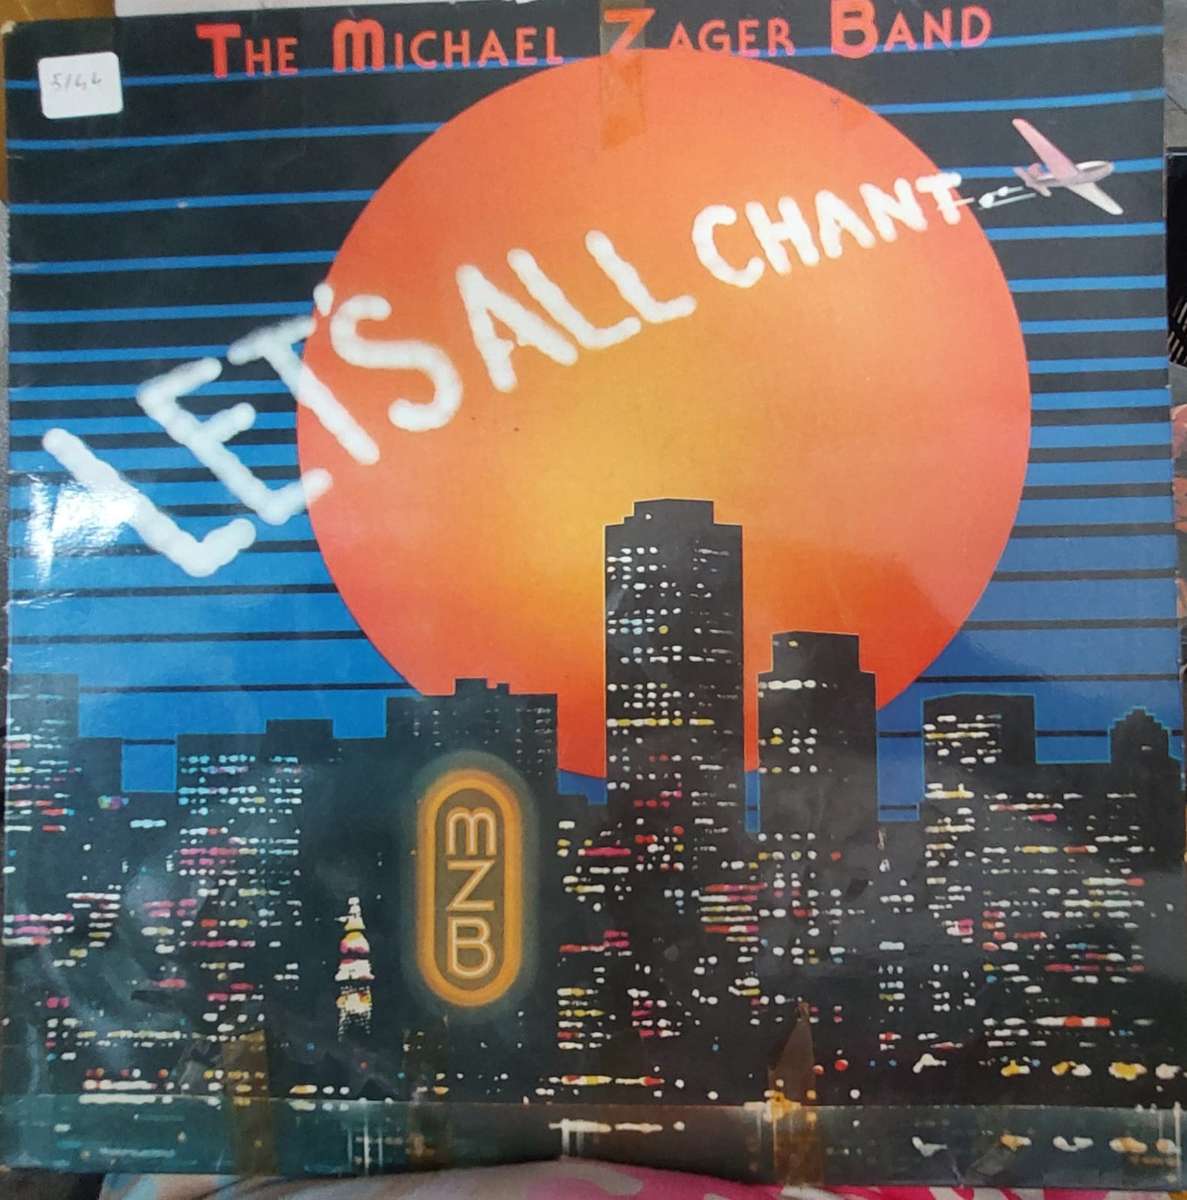 THE MICHAEL ZAGER BAND
LET'S ALL CHANT
MZB